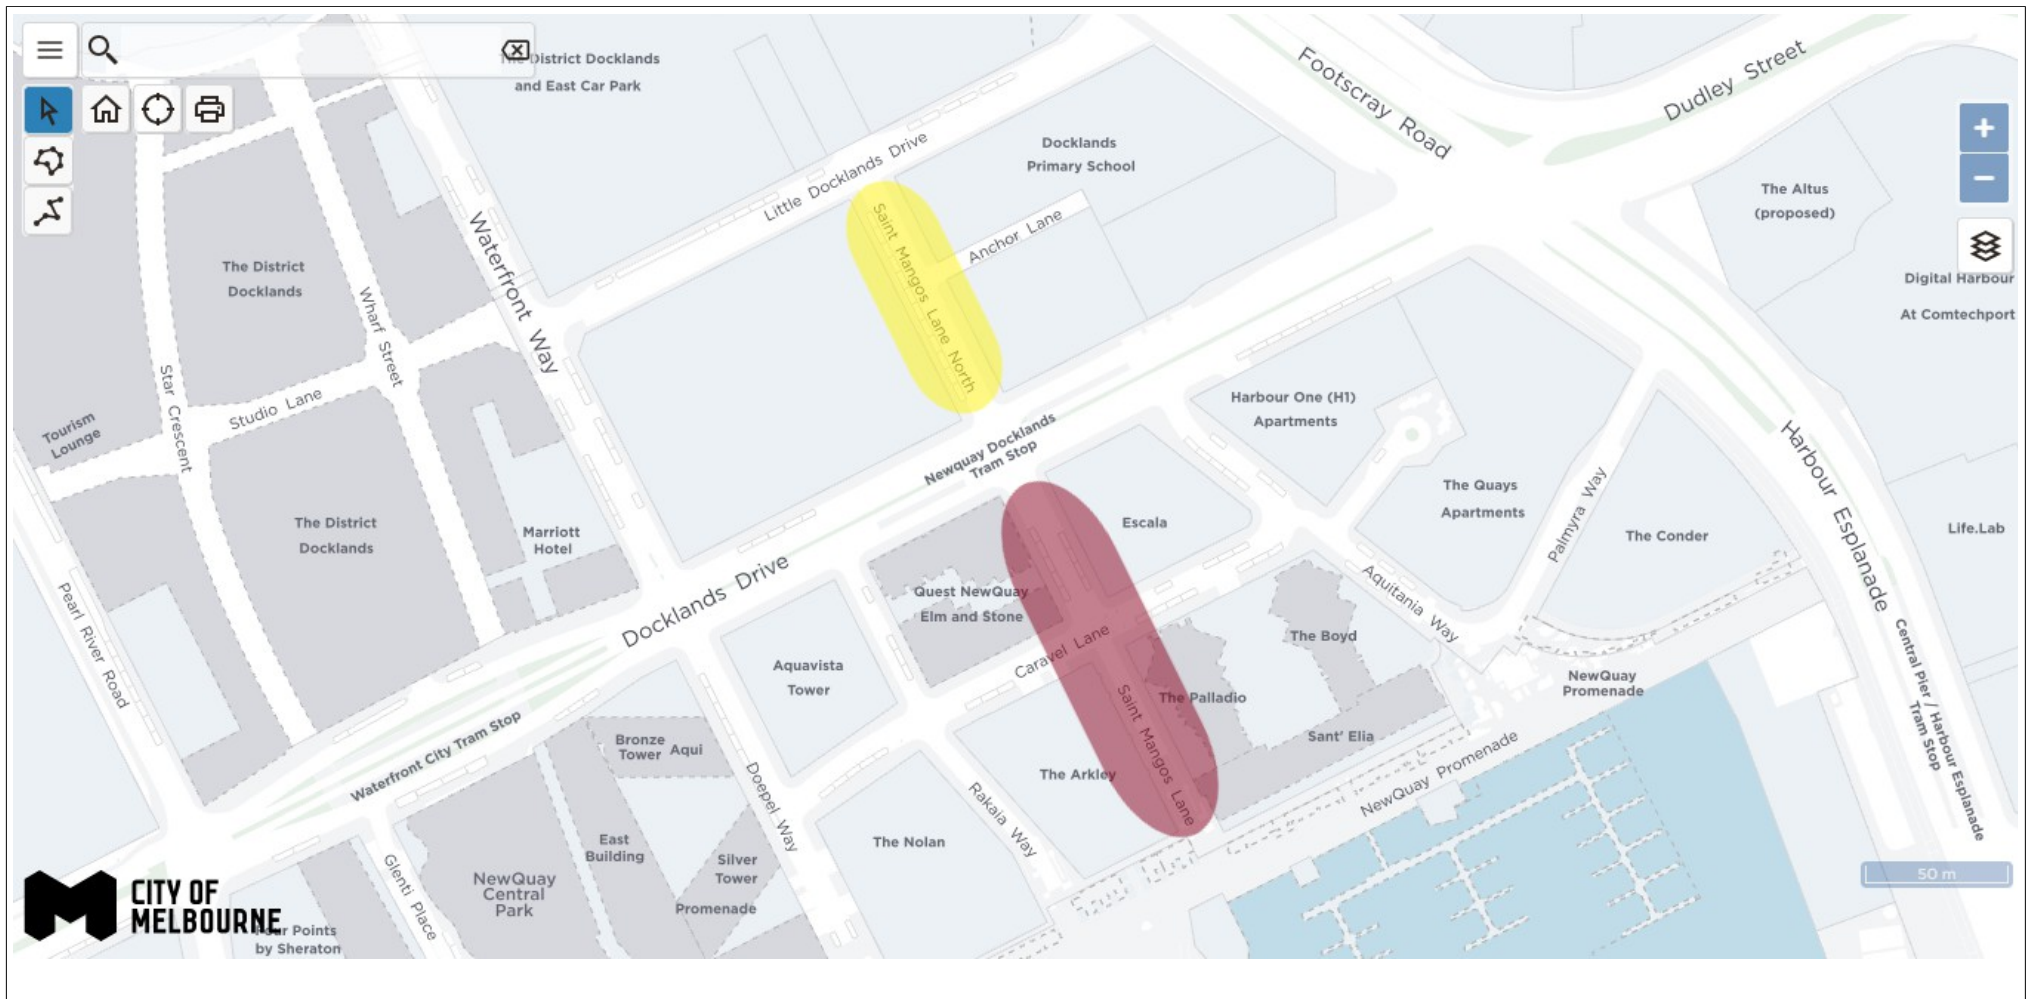 The District Docklands
and East Car Park
Footscray Road
Dudley Street
Little Docklands Drive
Docklands
Primary School
The Altus
(proposed)
Saint Mangos Lane North
Anchor Lane
Waterfront Way
The District
Docklands
Wharf Street
Digital Harbour
At Comtechport
Star Crescent
Studio Lane
Tourism
Lounge
Harbour One (H1)
Apartments
Newquay Docklands
Tram Stop
Harbour Esplanade
The Quays
Apartments
Palmyra Way
The Conder
Life.Lab
The District
Docklands
Marriott
Hotel
Escala
Docklands Drive
Quest NewQuay
Elm and Stone
Aquitania Way
Pearl River Road
Caravel Lane
The Boyd
Central Pier / Harbour Esplanade
Tram Stop
Aquavista
Tower
NewQuay
Promenade
The Palladio
Saint Mangos Lane
Sant' Elia
NewQuay Promenade
Waterfront City Tram Stop
Bronze
Tower
Aqui
Doepel Way
The Arkley
Rakaia Way
The Nolan
East
Building
Silver
Tower
Promenade
NewQuay
Central
Park
Glenti Place
50 m
CITY OF
MELBOURNE
Four Points
by Sheraton